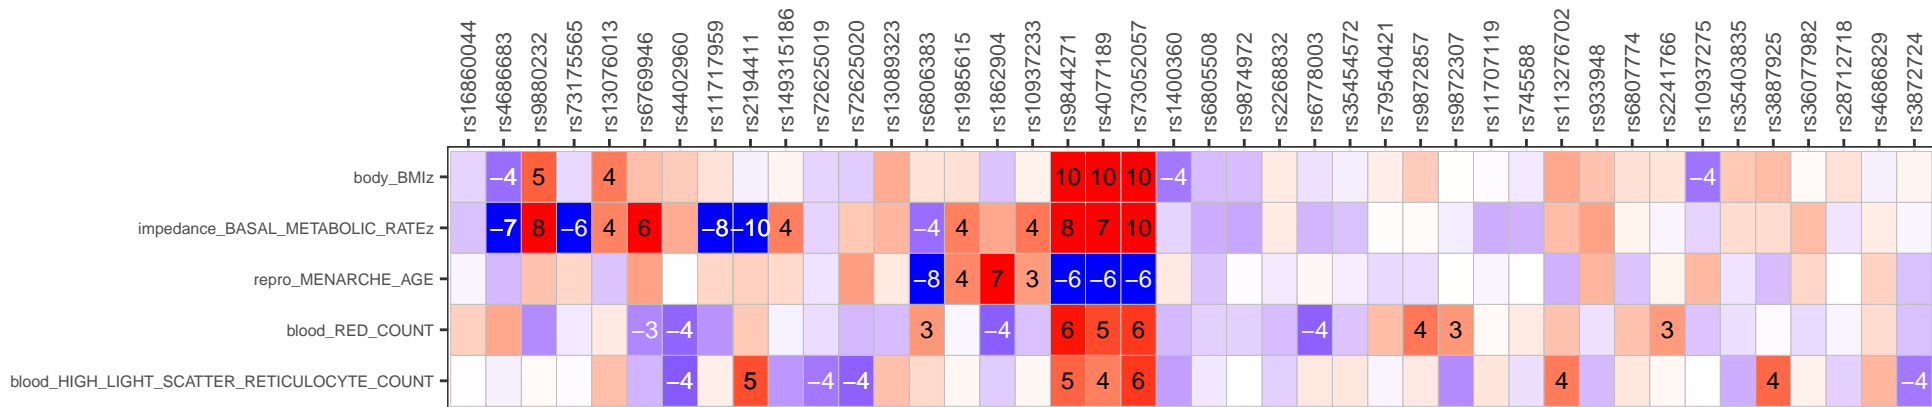 rs16860044
rs4686683
rs9880232
rs73175565
rs13076013
rs6769946
rs4402960
rs11717959
rs2194411
rs149315186
rs72625019
rs72625020
rs13089323
rs6806383
rs1985615
rs1862904
rs10937233
rs9844271
rs4077189
rs73052057
rs1400360
rs6805508
rs9874972
rs2268832
rs6778003
rs35454572
rs79540421
rs9872857
rs9872307
rs11707119
rs745588
rs113276702
rs939948
rs6807774
rs2241766
rs10937275
rs35403835
rs3887925
rs36077982
rs28712718
rs4686829
rs3872724
body_BMIz −4 5 4 10 10 10 −4 −4
impedance_BASAL_METABOLIC_RATEz −7 8 −6 4 6 −8 −10 4 −4 4 4 8 7 10
repro_MENARCHE_AGE −8 4 7 3 −6 −6 −6
blood_RED_COUNT −3 −4 3 −4 6 5 6 −4 4 3 3
blood_HIGH_LIGHT_SCATTER_RETICULOCYTE_COUNT −4 5 −4 −4 5 4 6 4 4 −4